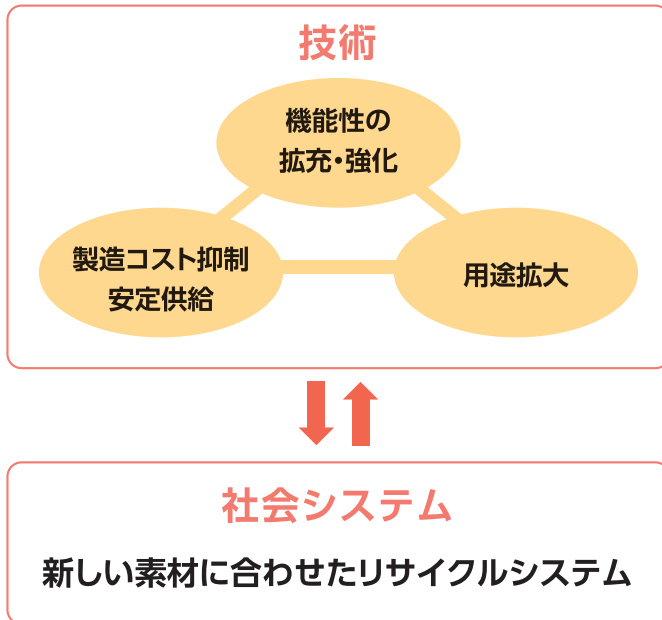 技術
機能性の
拡充・強化
製造コスト抑制
安定供給
用途拡大
社会システム
新しい素材に合わせたリサイクルシステム